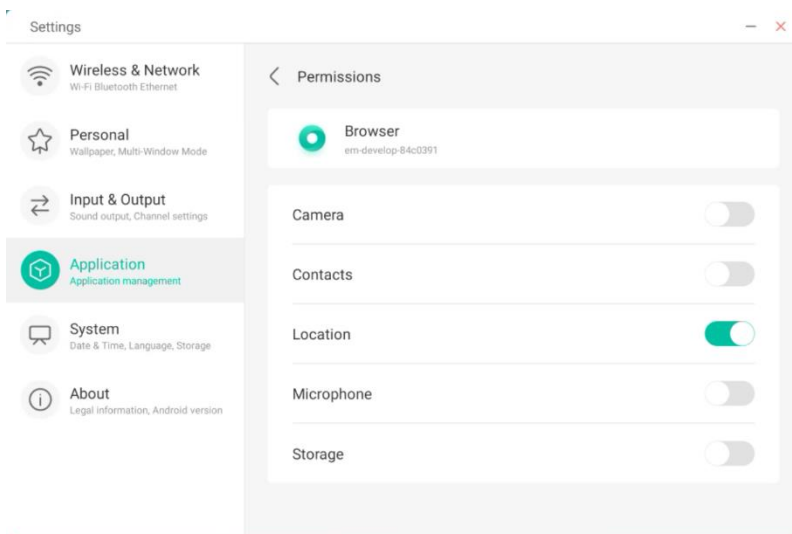 Settings
Wireless & Network
Wi-Fi Bluetooth Ethernet
Personal
Wallpaper, Multi-Window Mode
Input & Output
Sound output, Channel settings
Application
Application management
System
Date & Time, Language, Storage
About
Legal information, Android version
Permissions
Browser
em-develop-84c0391
Camera
Contacts
Location
Microphone
Storage